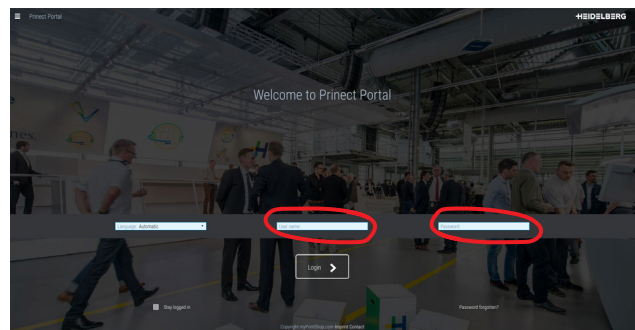 Prinect Portal
HEIDELBERG
Welcome to Prinect Portal
nex
H
Language: Automatic
User name:
Password:
Login
Stay logged in
Password forgotten?
Copyright myPrintShop.com Imprint Contact
H